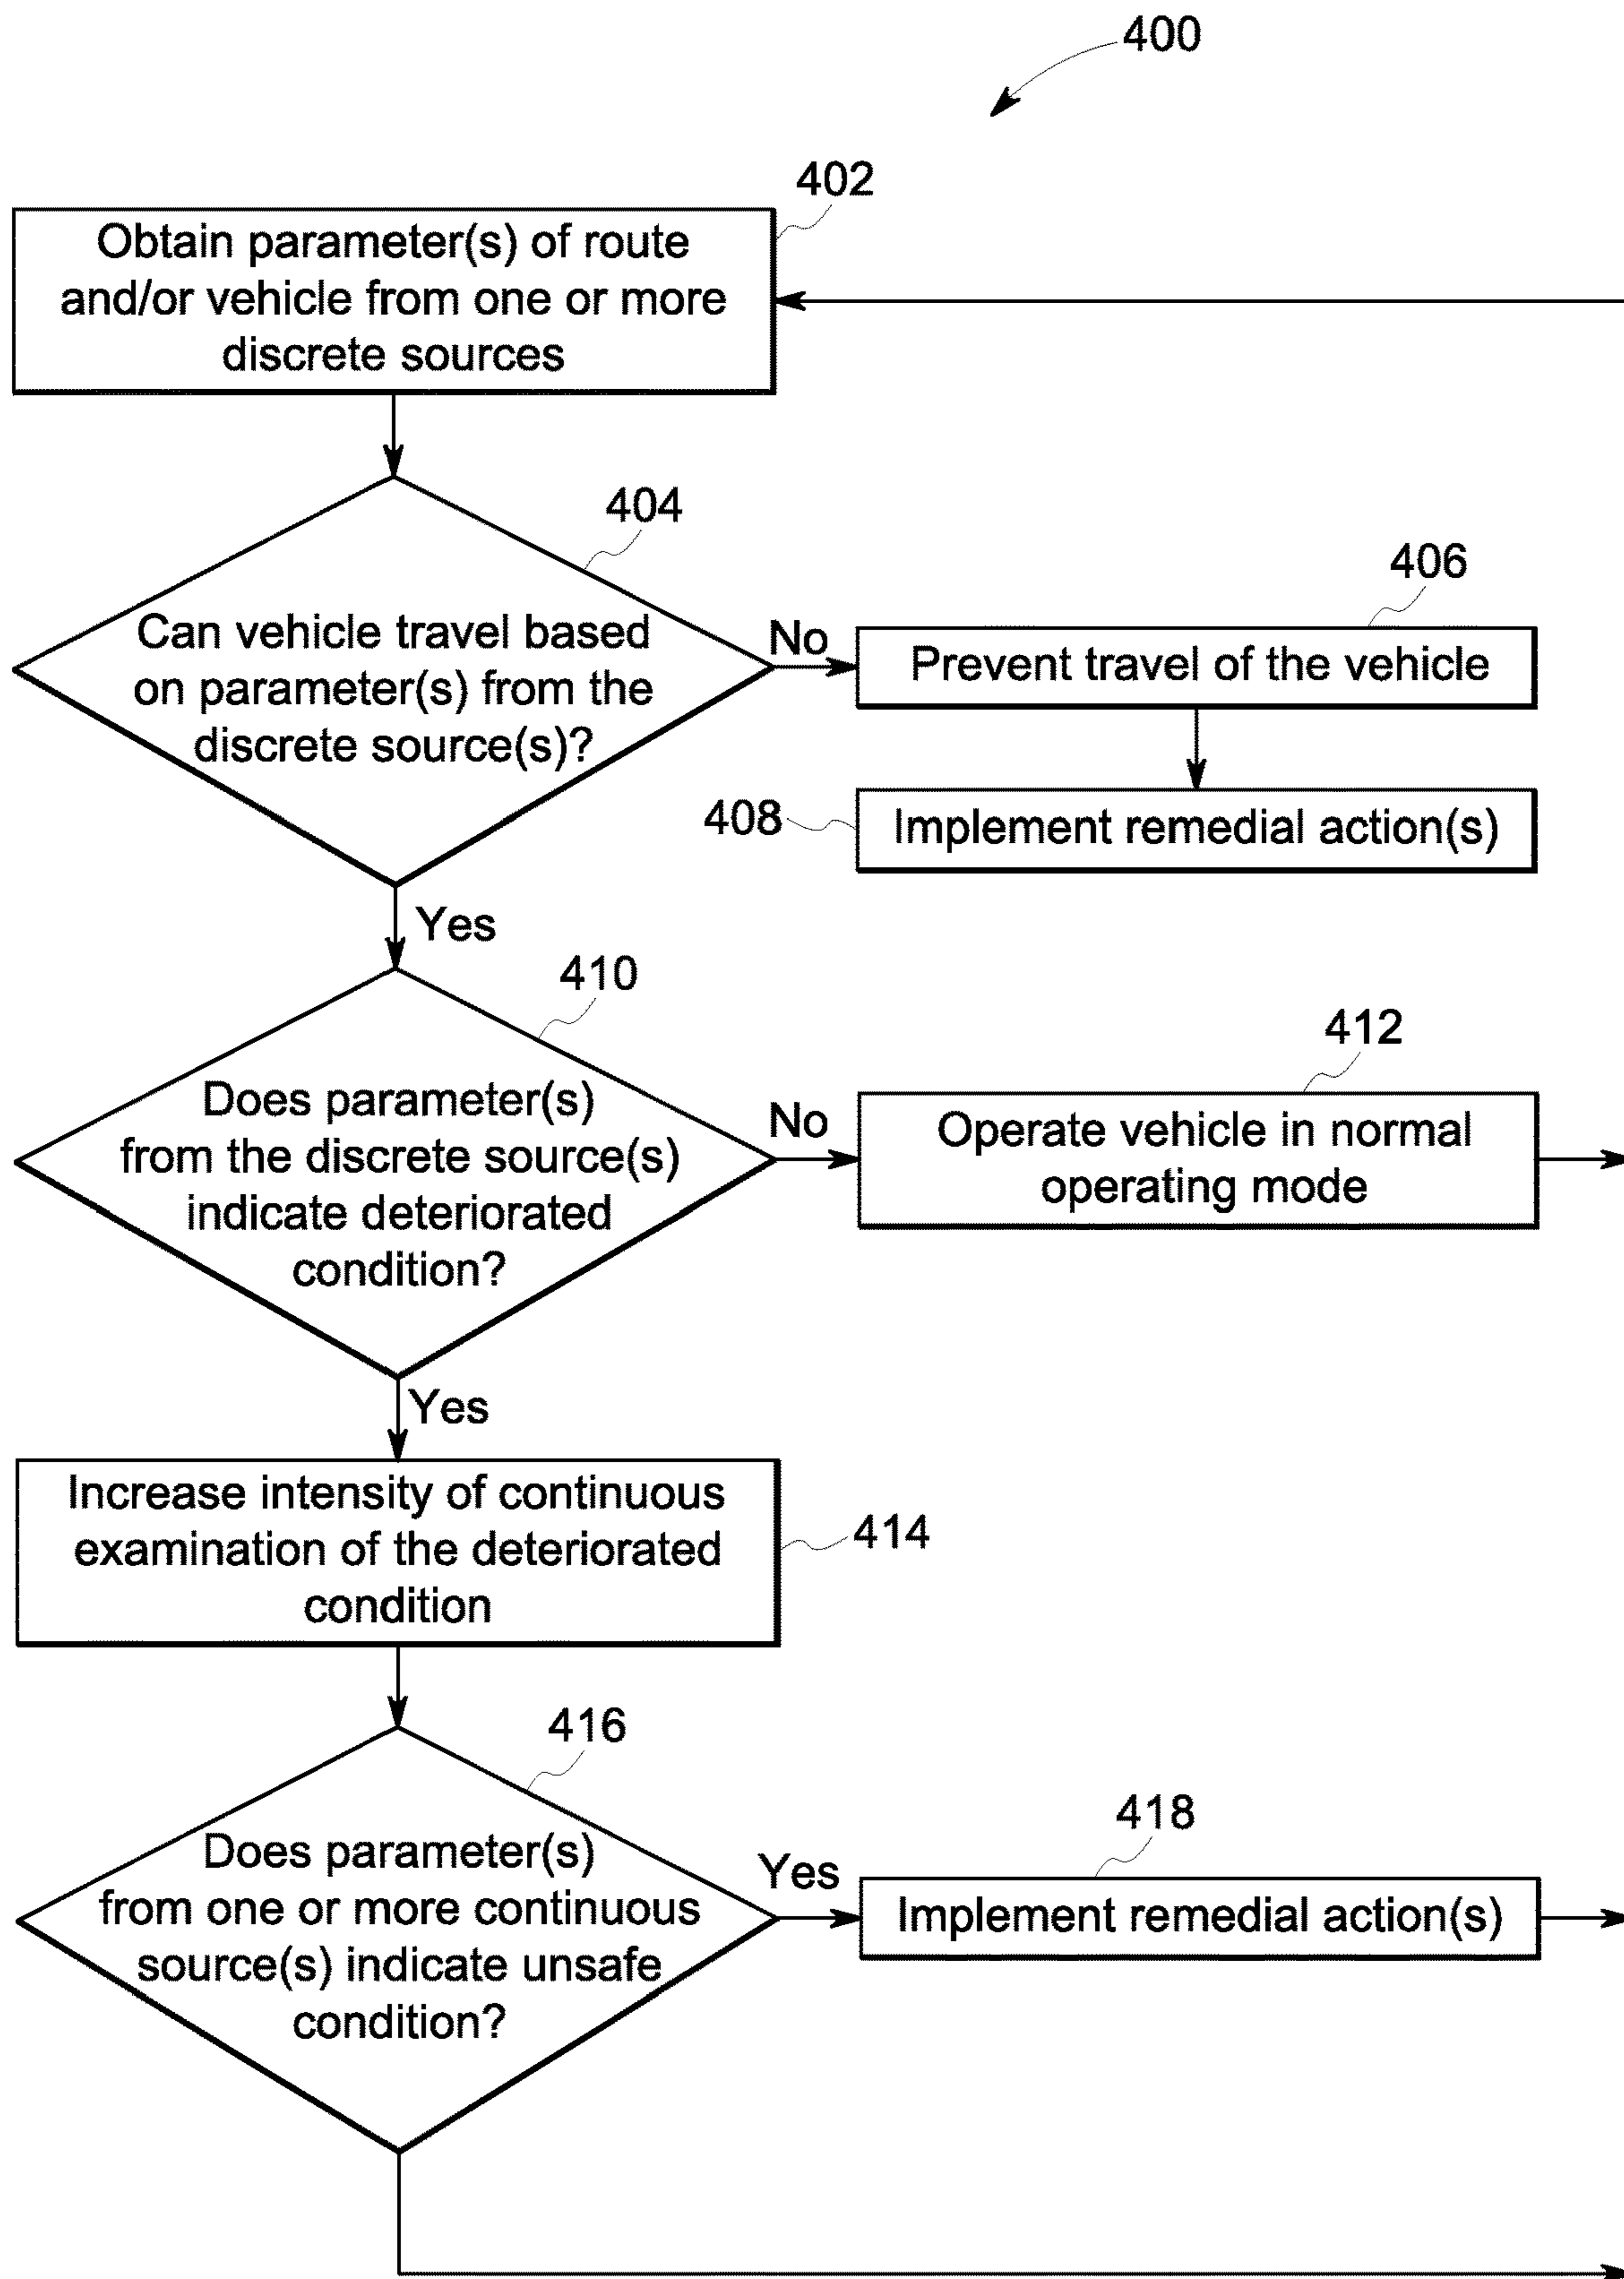 400
402
Obtain parameter(s) of route
and/or vehicle from one or more
discrete sources
404
Can vehicle travel based
on parameter(s) from the
discrete source(s)?
No
406
Prevent travel of the vehicle
408
Implement remedial action(s)
Yes
410
Does parameter(s)
from the discrete source(s)
indicate deteriorated
condition?
No
412
Operate vehicle in normal
operating mode
Yes
Increase intensity of continuous
examination of the deteriorated
condition
414
416
Does parameter(s)
from one or more continuous
source(s) indicate unsafe
condition?
Yes
418
Implement remedial action(s)